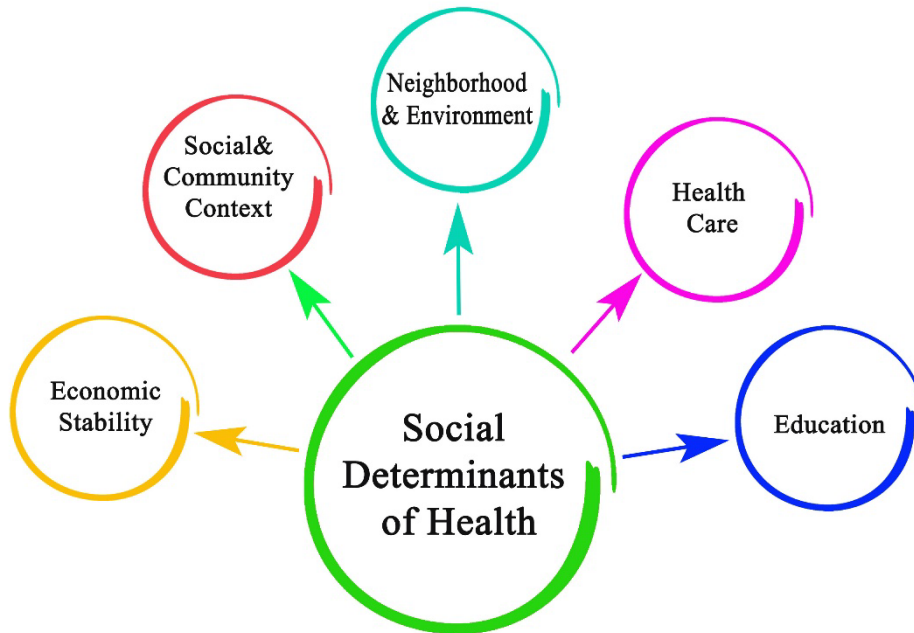 Neighborhood
& Environment
Social&
Community
Context
Health
Care
Economic
Stability
Education
Social
Determinants
of Health